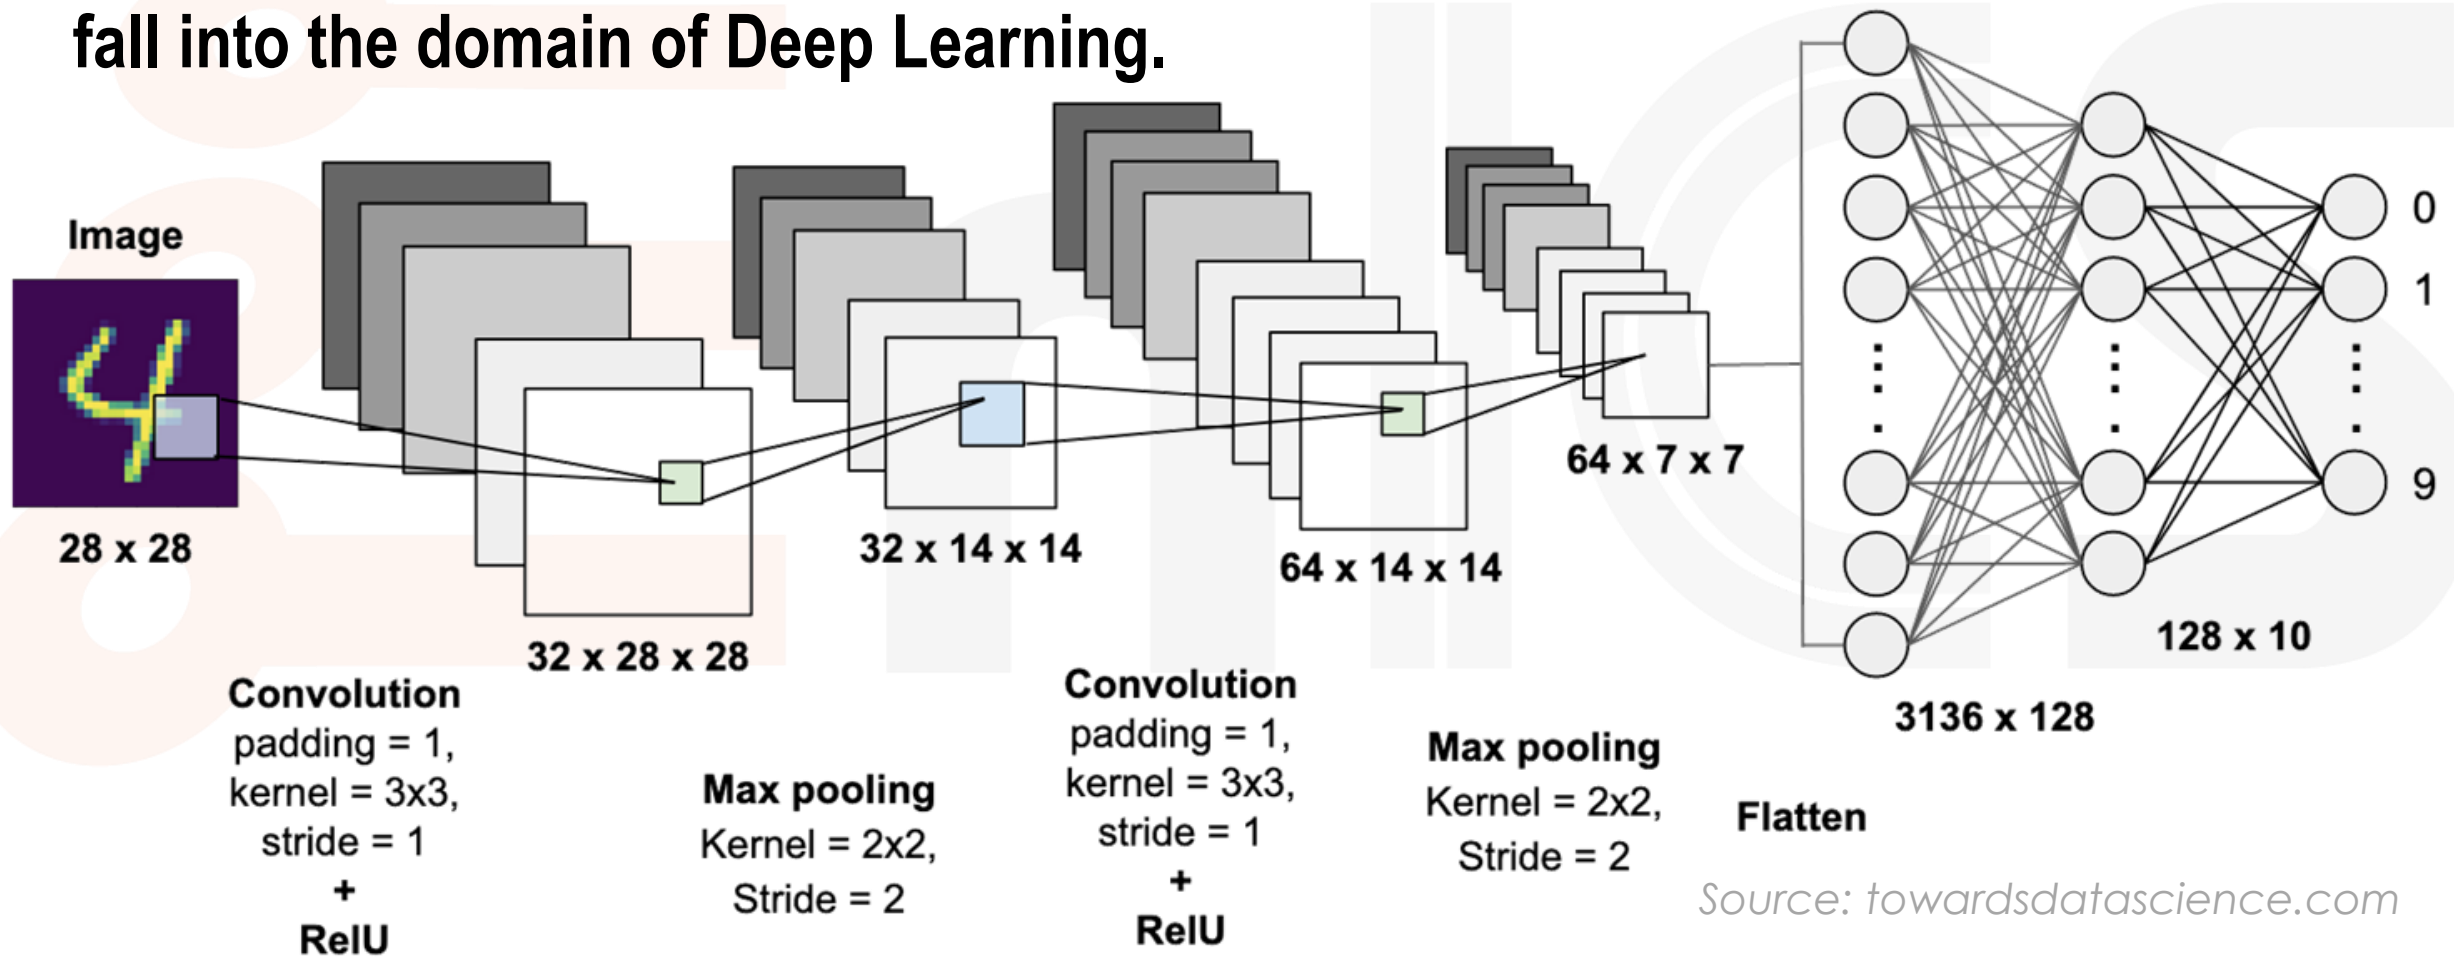 fall into the domain of Deep Learning.
Image
28 x 28
32 x 28 x 28
Convolution
padding = 1,
kernel = 3x3,
stride = 1
+
RelU
32 x 14 x 14
Max pooling
Kernel = 2x2,
Stride = 2
64 x 14 x 14
Convolution
padding = 1,
kernel = 3x3,
stride = 1
+
RelU
64 x 7 x 7
Max pooling
Kernel = 2x2,
Stride = 2
Flatten
3136 x 128
128 x 10
0
1
9
Source: towardsdatascience.com